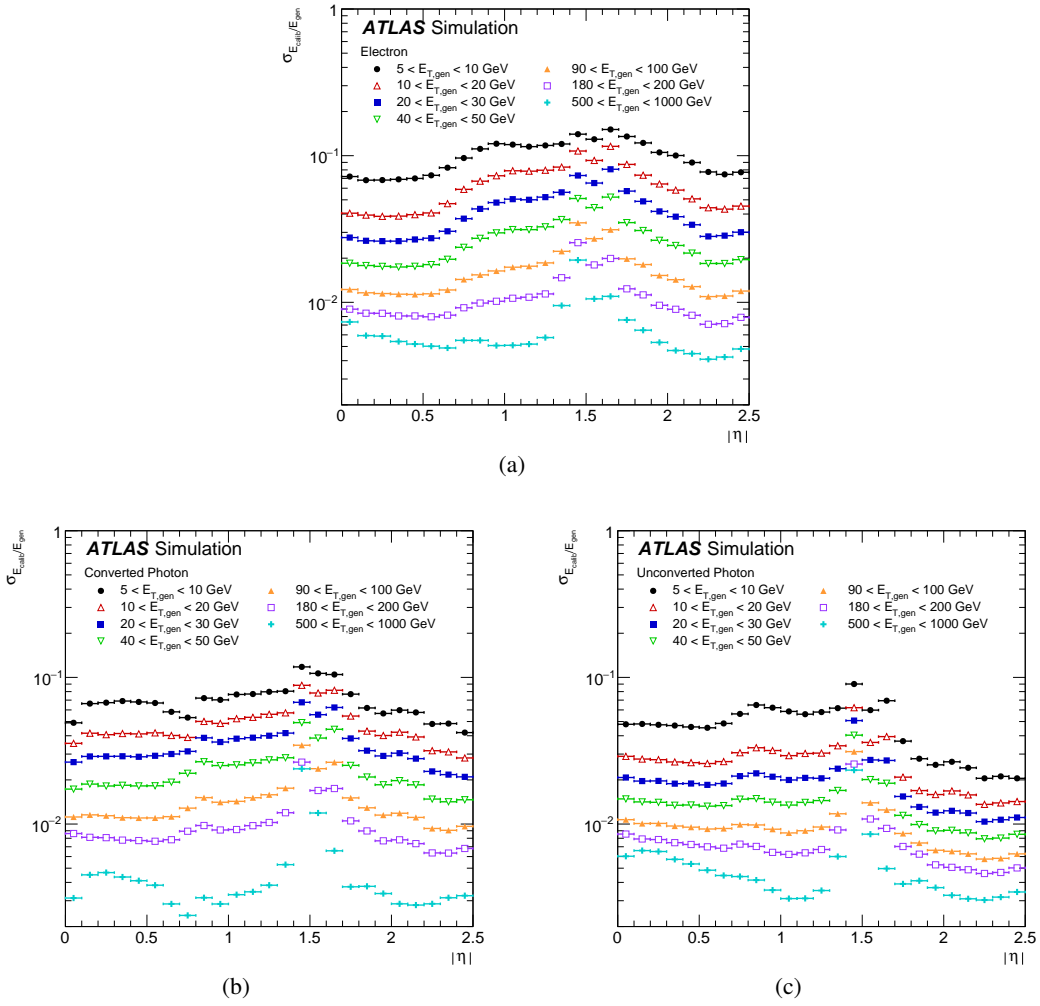 σ_{E_calib/E_gen}
1
ATLAS Simulation
Electron
5 < E_{T,gen} < 10 GeV
10 < E_{T,gen} < 20 GeV
20 < E_{T,gen} < 30 GeV
40 < E_{T,gen} < 50 GeV
90 < E_{T,gen} < 100 GeV
180 < E_{T,gen} < 200 GeV
500 < E_{T,gen} < 1000 GeV
10^{−1}
10^{−2}
0 0.5 1 1.5 2 2.5
|η|
(a)
σ_{E_calib/E_gen}
1
ATLAS Simulation
Converted Photon
5 < E_{T,gen} < 10 GeV
10 < E_{T,gen} < 20 GeV
20 < E_{T,gen} < 30 GeV
40 < E_{T,gen} < 50 GeV
90 < E_{T,gen} < 100 GeV
180 < E_{T,gen} < 200 GeV
500 < E_{T,gen} < 1000 GeV
10^{−1}
10^{−2}
0 0.5 1 1.5 2 2.5
|η|
(b)
σ_{E_calib/E_gen}
1
ATLAS Simulation
Unconverted Photon
5 < E_{T,gen} < 10 GeV
10 < E_{T,gen} < 20 GeV
20 < E_{T,gen} < 30 GeV
40 < E_{T,gen} < 50 GeV
90 < E_{T,gen} < 100 GeV
180 < E_{T,gen} < 200 GeV
500 < E_{T,gen} < 1000 GeV
10^{−1}
10^{−2}
0 0.5 1 1.5 2 2.5
|η|
(c)